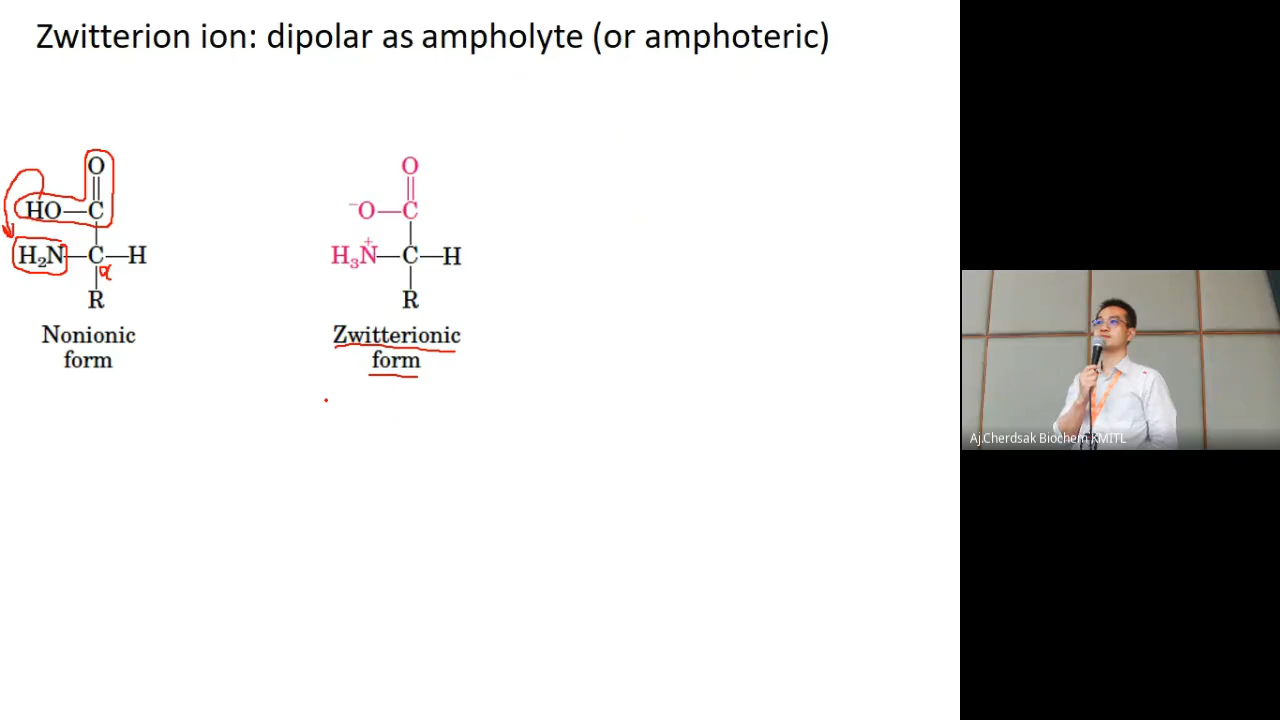 Zwitterion ion: dipolar as ampholyte (or amphoteric)
O
HO—C
H₂N—C—H
α
R
Nonionic
form
O
⁻O—C
H₃N⁺—C—H
R
Zwitterionic
form
Aj.Cherdsak Biochem KMITL